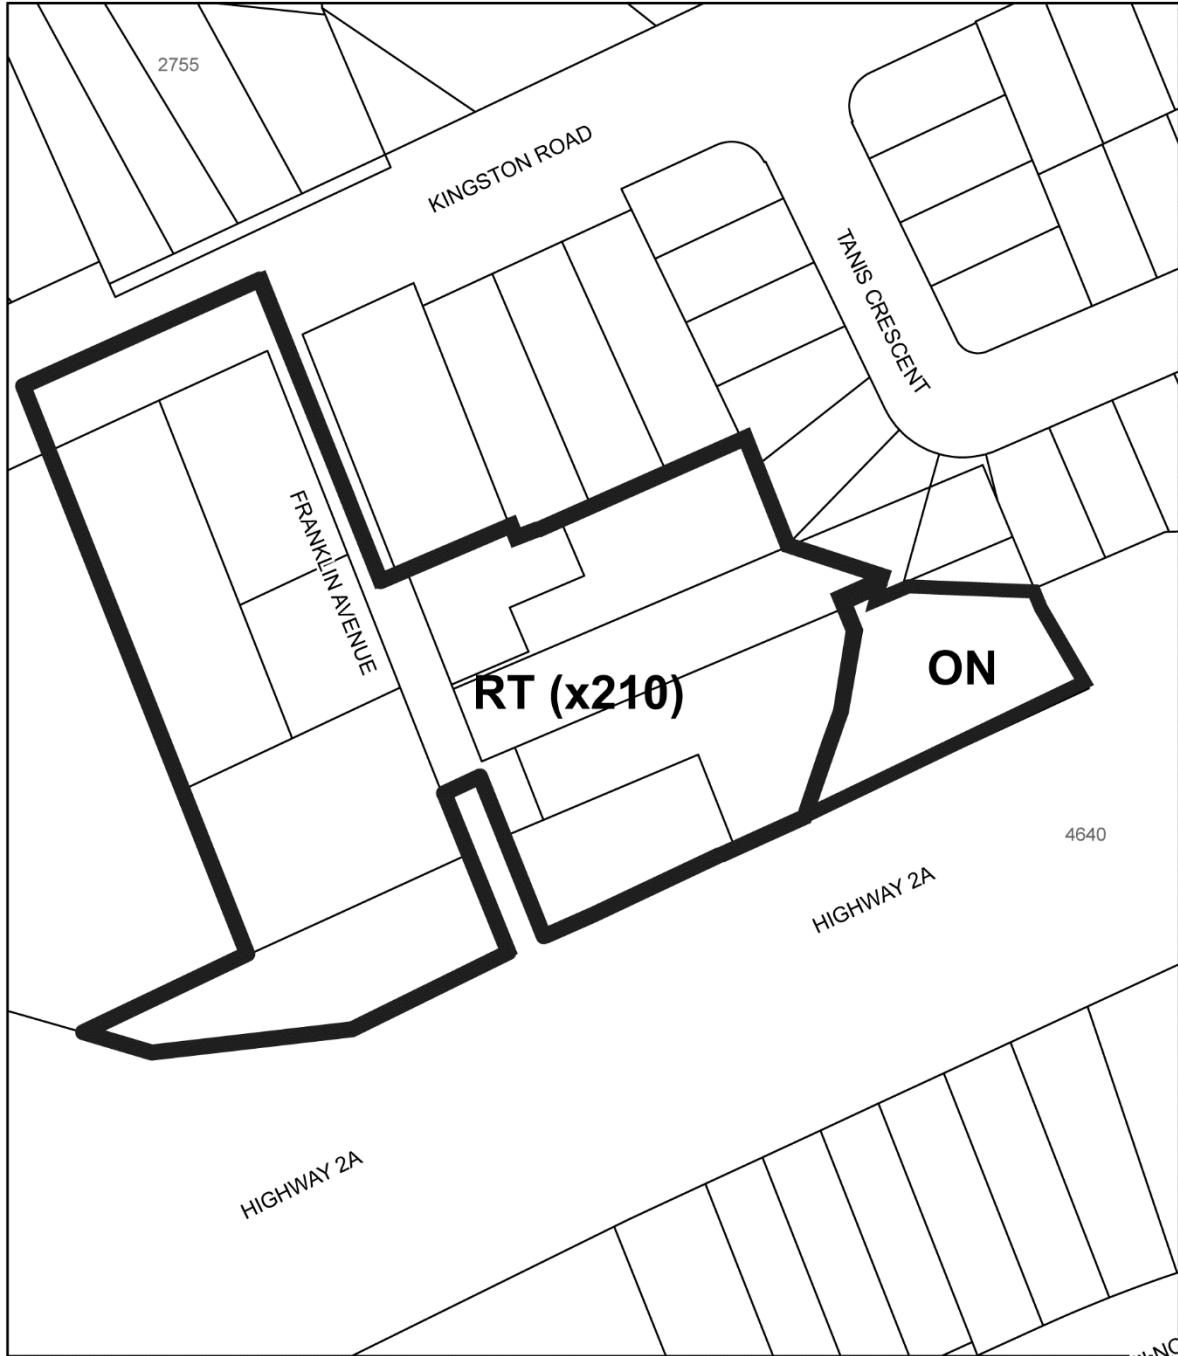 2755
KINGSTON ROAD
TANIS CRESCENT
FRANKLIN AVENUE
RT (x210)
ON
4640
HIGHWAY 2A
HIGHWAY 2A